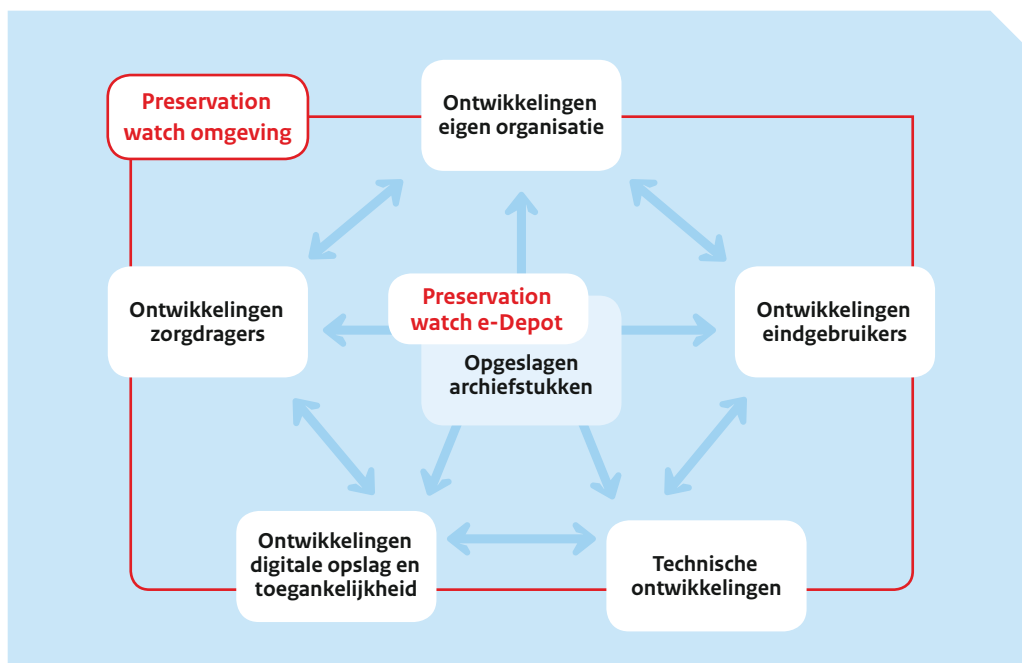 Preservation
watch omgeving
Ontwikkelingen
eigen organisatie
Ontwikkelingen
zorgdragers
Preservation
watch e-Depot
Opgeslagen
archiefstukken
Ontwikkelingen
eindgebruikers
Ontwikkelingen
digitale opslag en
toegankelijkheid
Technische
ontwikkelingen